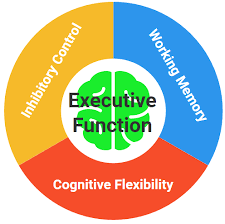 Inhibitory Control
Working Memory
Executive
Function
Cognitive Flexibility